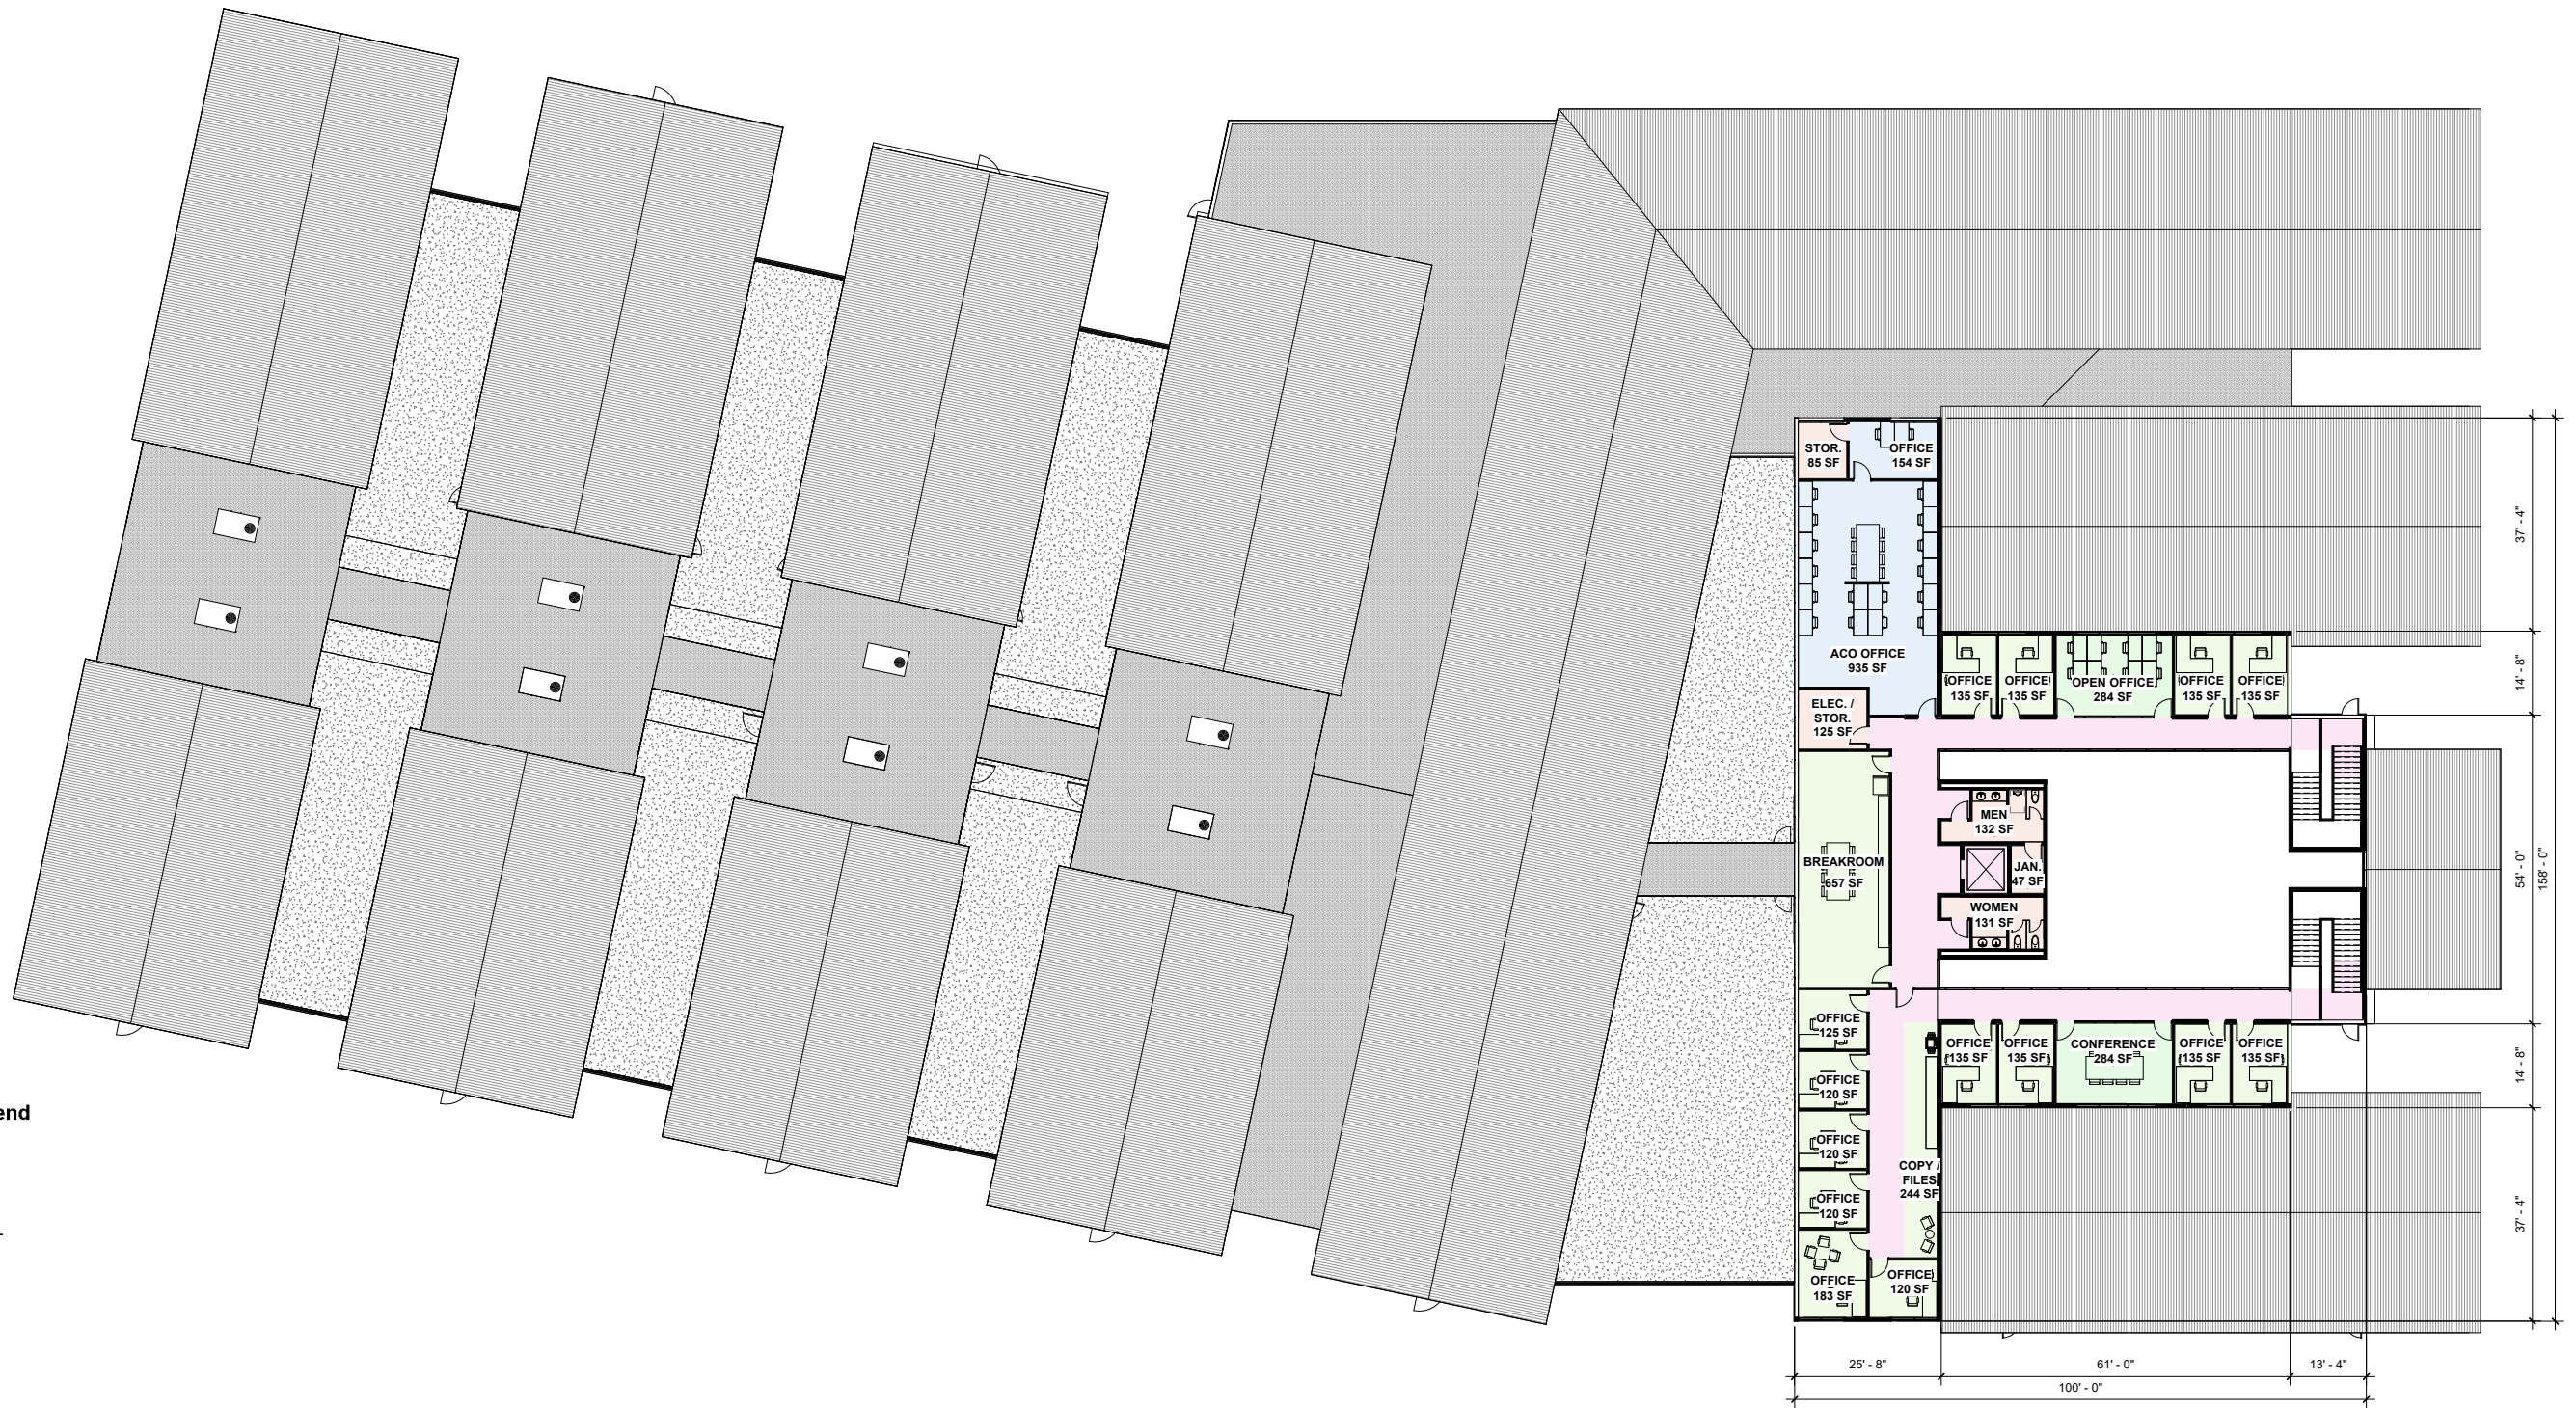 STOR.
85 SF
OFFICE
154 SF
37' - 4"
ACO OFFICE
935 SF
OFFICE
135 SF
OFFICE
135 SF
OPEN OFFICE
284 SF
OFFICE
135 SF
OFFICE
135 SF
14' - 8"
ELEC. /
STOR.
125 SF
MEN
132 SF
BREAKROOM
657 SF
JAN.
47 SF
54' - 0"
158' - 0"
WOMEN
131 SF
OFFICE
125 SF
OFFICE
135 SF
OFFICE
135 SF
CONFERENCE
284 SF
OFFICE
135 SF
OFFICE
135 SF
14' - 8"
OFFICE
120 SF
end
OFFICE
120 SF
COPY /
FILES
244 SF
OFFICE
120 SF
37' - 4"
OFFICE
183 SF
OFFICE
120 SF
25' - 8"
61' - 0"
13' - 4"
100' - 0"